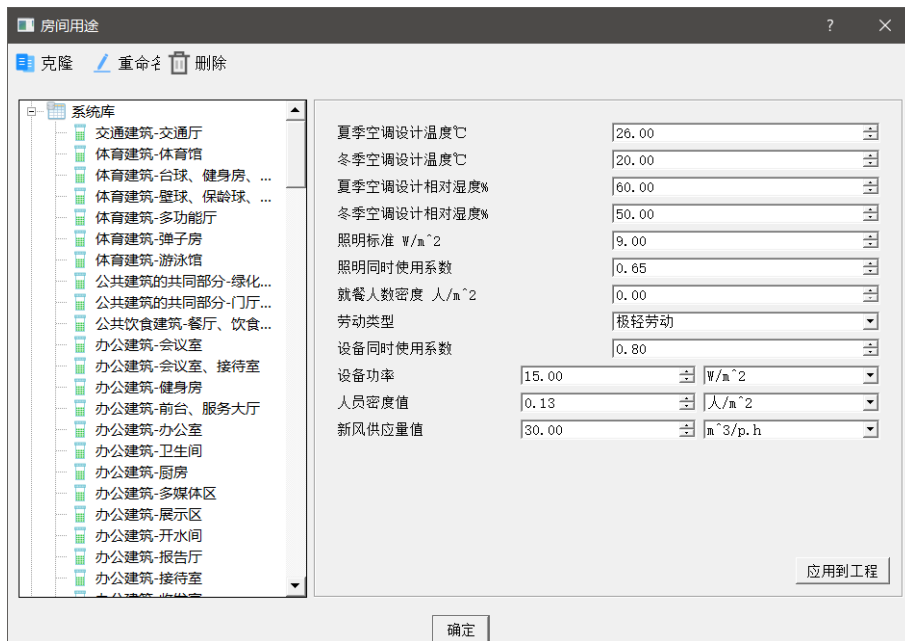 房间用途 ?
克隆 重命名 删除
系统库
交通建筑-交通厅
体育建筑-体育馆
体育建筑-台球、健身房、...
体育建筑-壁球、保龄球、...
体育建筑-多功能厅
体育建筑-弹子房
体育建筑-游泳馆
公共建筑的共同部分-绿化...
公共建筑的共同部分-门厅...
公共饮食建筑-餐厅、饮食...
办公建筑-会议室
办公建筑-会议室、接待室
办公建筑-健身房
办公建筑-前台、服务大厅
办公建筑-办公室
办公建筑-卫生间
办公建筑-厨房
办公建筑-多媒体区
办公建筑-展示区
办公建筑-开水间
办公建筑-报告厅
办公建筑-接待室
夏季空调设计温度℃ 26.00
冬季空调设计温度℃ 20.00
夏季空调设计相对湿度% 60.00
冬季空调设计相对湿度% 50.00
照明标准 W/m^2 9.00
照明同时使用系数 0.65
就餐人数密度 人/m^2 0.00
劳动类型 极轻劳动
设备同时使用系数 0.80
设备功率 15.00 W/m^2
人员密度值 0.13 人/m^2
新风供应量值 30.00 m^3/p.h
应用到工程
确定